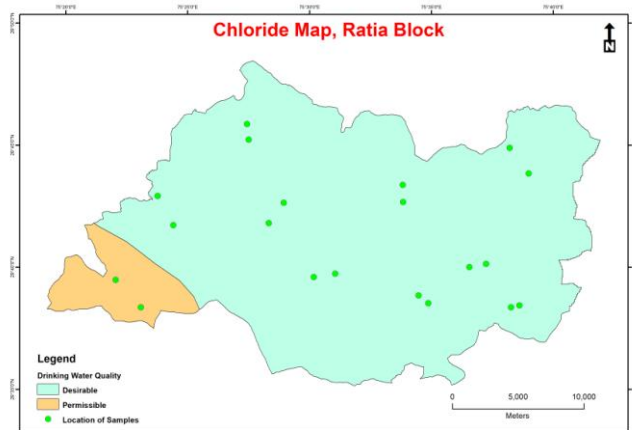 Chloride Map, Ratia Block
N
Legend
Drinking Water Quality
Desirable
Permissible
Location of Samples
0 5,000 10,000
Meters